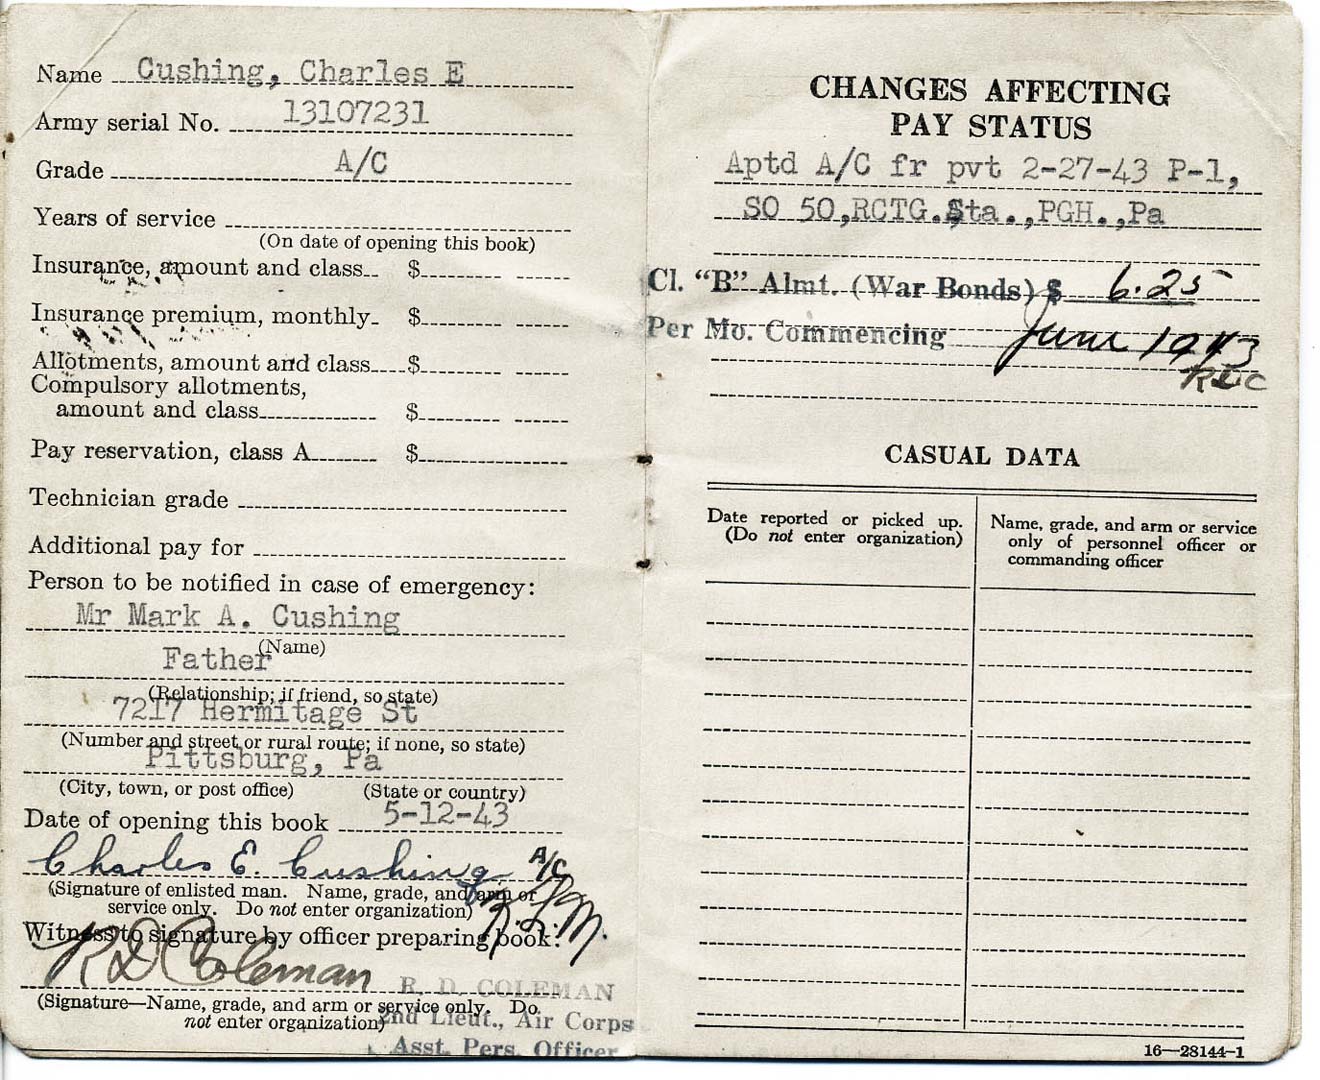 Name Cushing, Charles E
Army serial No. 13107231
Grade A/C
Years of service
(On date of opening this book)
Insurance, amount and class $
Insurance premium, monthly $
Allotments, amount and class $
Compulsory allotments,
amount and class $
Pay reservation, class A $
Technician grade
Additional pay for
Person to be notified in case of emergency:
Mr Mark A. Cushing
(Name)
Father
(Relationship; if friend, so state)
7217 Hermitage St
(Number and street or rural route; if none, so state)
Pittsburg, Pa
(City, town, or post office) (State or country)
Date of opening this book 5-12-43
Charles E. Cushing, A/C
(Signature of enlisted man. Name, grade, and arm or
service only. Do not enter organization)
Witness to signature by officer preparing book:
R D Coleman
R. D. COLEMAN
(Signature—Name, grade, and arm or service only. Do
not enter organization)
2nd Lieut., Air Corps
Asst. Pers. Officer
CHANGES AFFECTING
PAY STATUS
Aptd A/C fr pvt 2-27-43 P-1,
SO 50,RCTG.Sta.,PGH.,Pa
Cl. "B" Almt. (War Bonds) $ 6.25
Per Mo. Commencing June 1943
RDC
CASUAL DATA
Date reported or picked up.
(Do not enter organization)
Name, grade, and arm or service
only of personnel officer or
commanding officer
16—28144-1